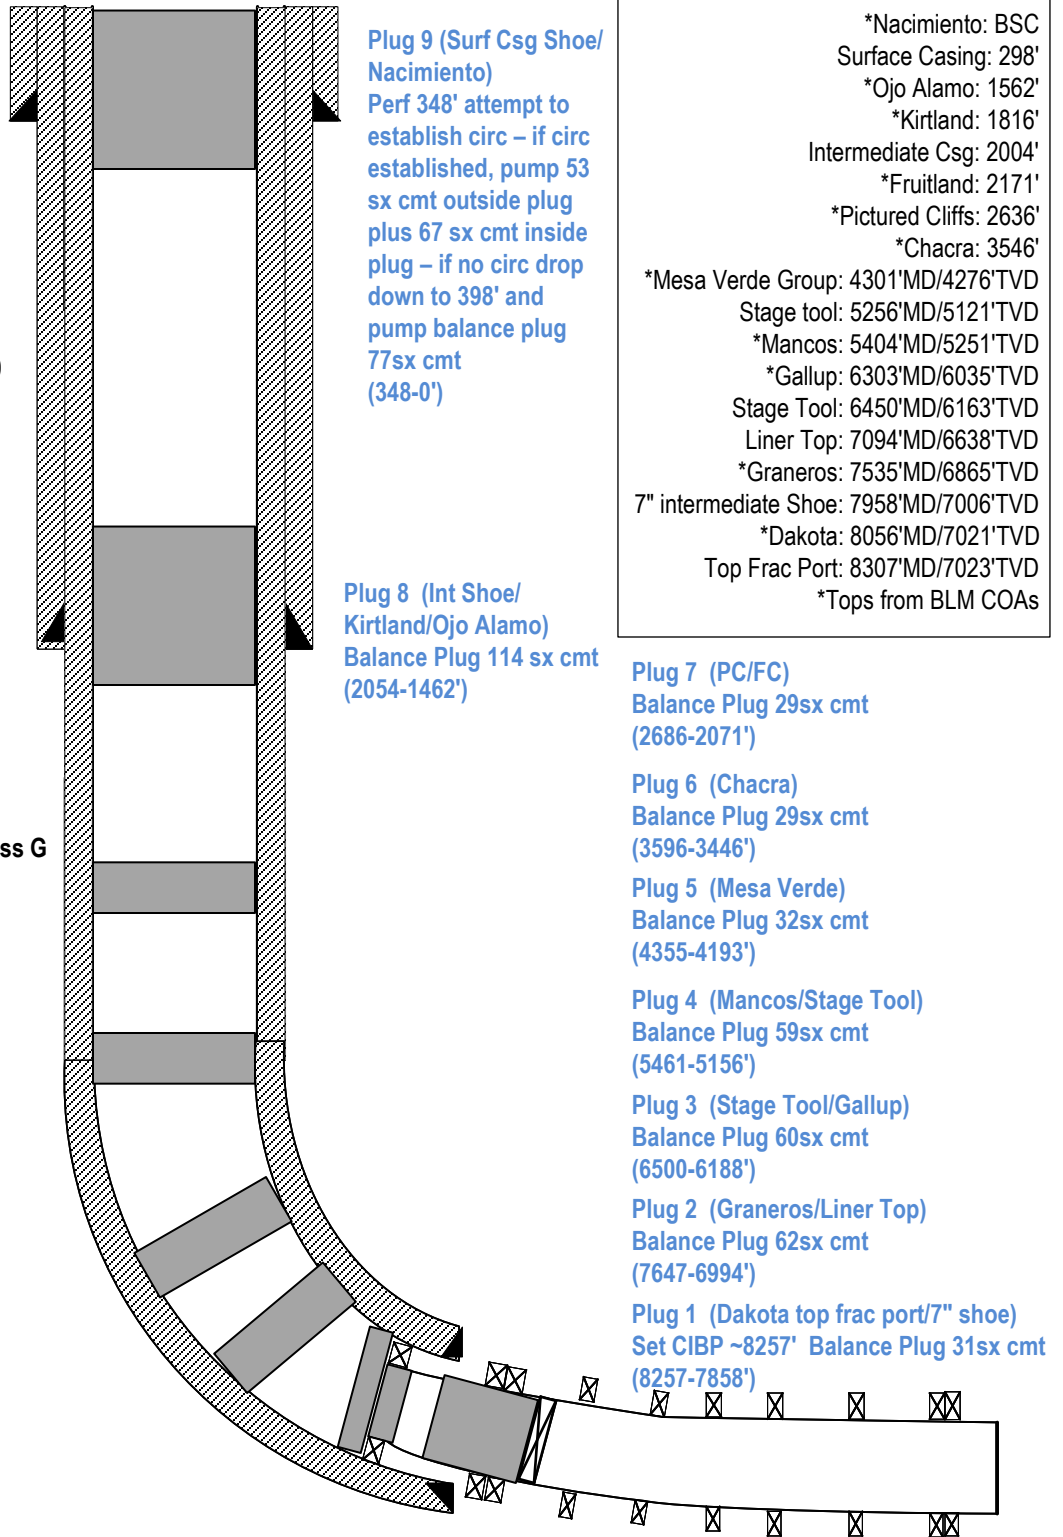 Plug 9 (Surf Csg Shoe/
Nacimiento)
Perf 348' attempt to
establish circ – if circ
established, pump 53
sx cmt outside plug
plus 67 sx cmt inside
plug – if no circ drop
down to 398' and
pump balance plug
77sx cmt
(348-0')
*Nacimiento: BSC
Surface Casing: 298'
*Ojo Alamo: 1562'
*Kirtland: 1816'
Intermediate Csg: 2004'
*Fruitland: 2171'
*Pictured Cliffs: 2636'
*Chacra: 3546'
*Mesa Verde Group: 4301'MD/4276'TVD
Stage tool: 5256'MD/5121'TVD
*Mancos: 5404'MD/5251'TVD
*Gallup: 6303'MD/6035'TVD
Stage Tool: 6450'MD/6163'TVD
Liner Top: 7094'MD/6638'TVD
*Graneros: 7535'MD/6865'TVD
7" intermediate Shoe: 7958'MD/7006'TVD
*Dakota: 8056'MD/7021'TVD
Top Frac Port: 8307'MD/7023'TVD
*Tops from BLM COAs
)
Plug 8  (Int Shoe/
Kirtland/Ojo Alamo)
Balance Plug 114 sx cmt
(2054-1462')
ss G
Plug 7  (PC/FC)
Balance Plug 29sx cmt
(2686-2071')
Plug 6  (Chacra)
Balance Plug 29sx cmt
(3596-3446')
Plug 5  (Mesa Verde)
Balance Plug 32sx cmt
(4355-4193')
Plug 4  (Mancos/Stage Tool)
Balance Plug 59sx cmt
(5461-5156')
Plug 3  (Stage Tool/Gallup)
Balance Plug 60sx cmt
(6500-6188')
Plug 2  (Graneros/Liner Top)
Balance Plug 62sx cmt
(7647-6994')
Plug 1  (Dakota top frac port/7" shoe)
Set CIBP ~8257'  Balance Plug 31sx cmt
(8257-7858')